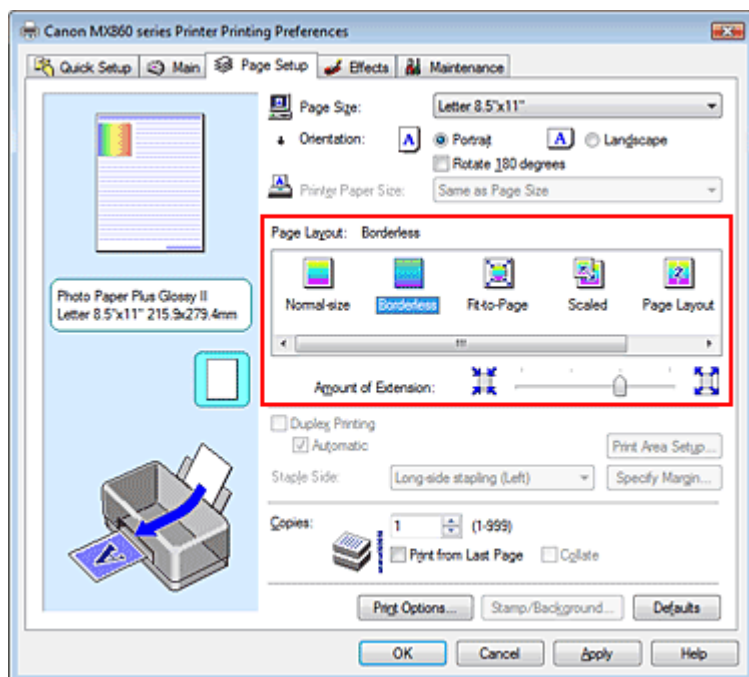 Canon MX860 series Printer Printing Preferences
Quick Setup Main Page Setup Effects Maintenance
Page Size: Letter 8.5"x11"
Orientation: A Portrait A Landscape
Rotate 180 degrees
Printer Paper Size: Same as Page Size
Page Layout: Borderless
Normal-size Borderless Fit-to-Page Scaled Page Layout
Photo Paper Plus Glossy II
Letter 8.5"x11" 215.9x279.4mm
Amount of Extension:
Duplex Printing
Automatic
Print Area Setup...
Staple Side: Long-side stapling (Left) Specify Margin...
Copies: 1 (1-999)
Print from Last Page Collate
Print Options... Stamp/Background... Defaults
OK Cancel Apply Help